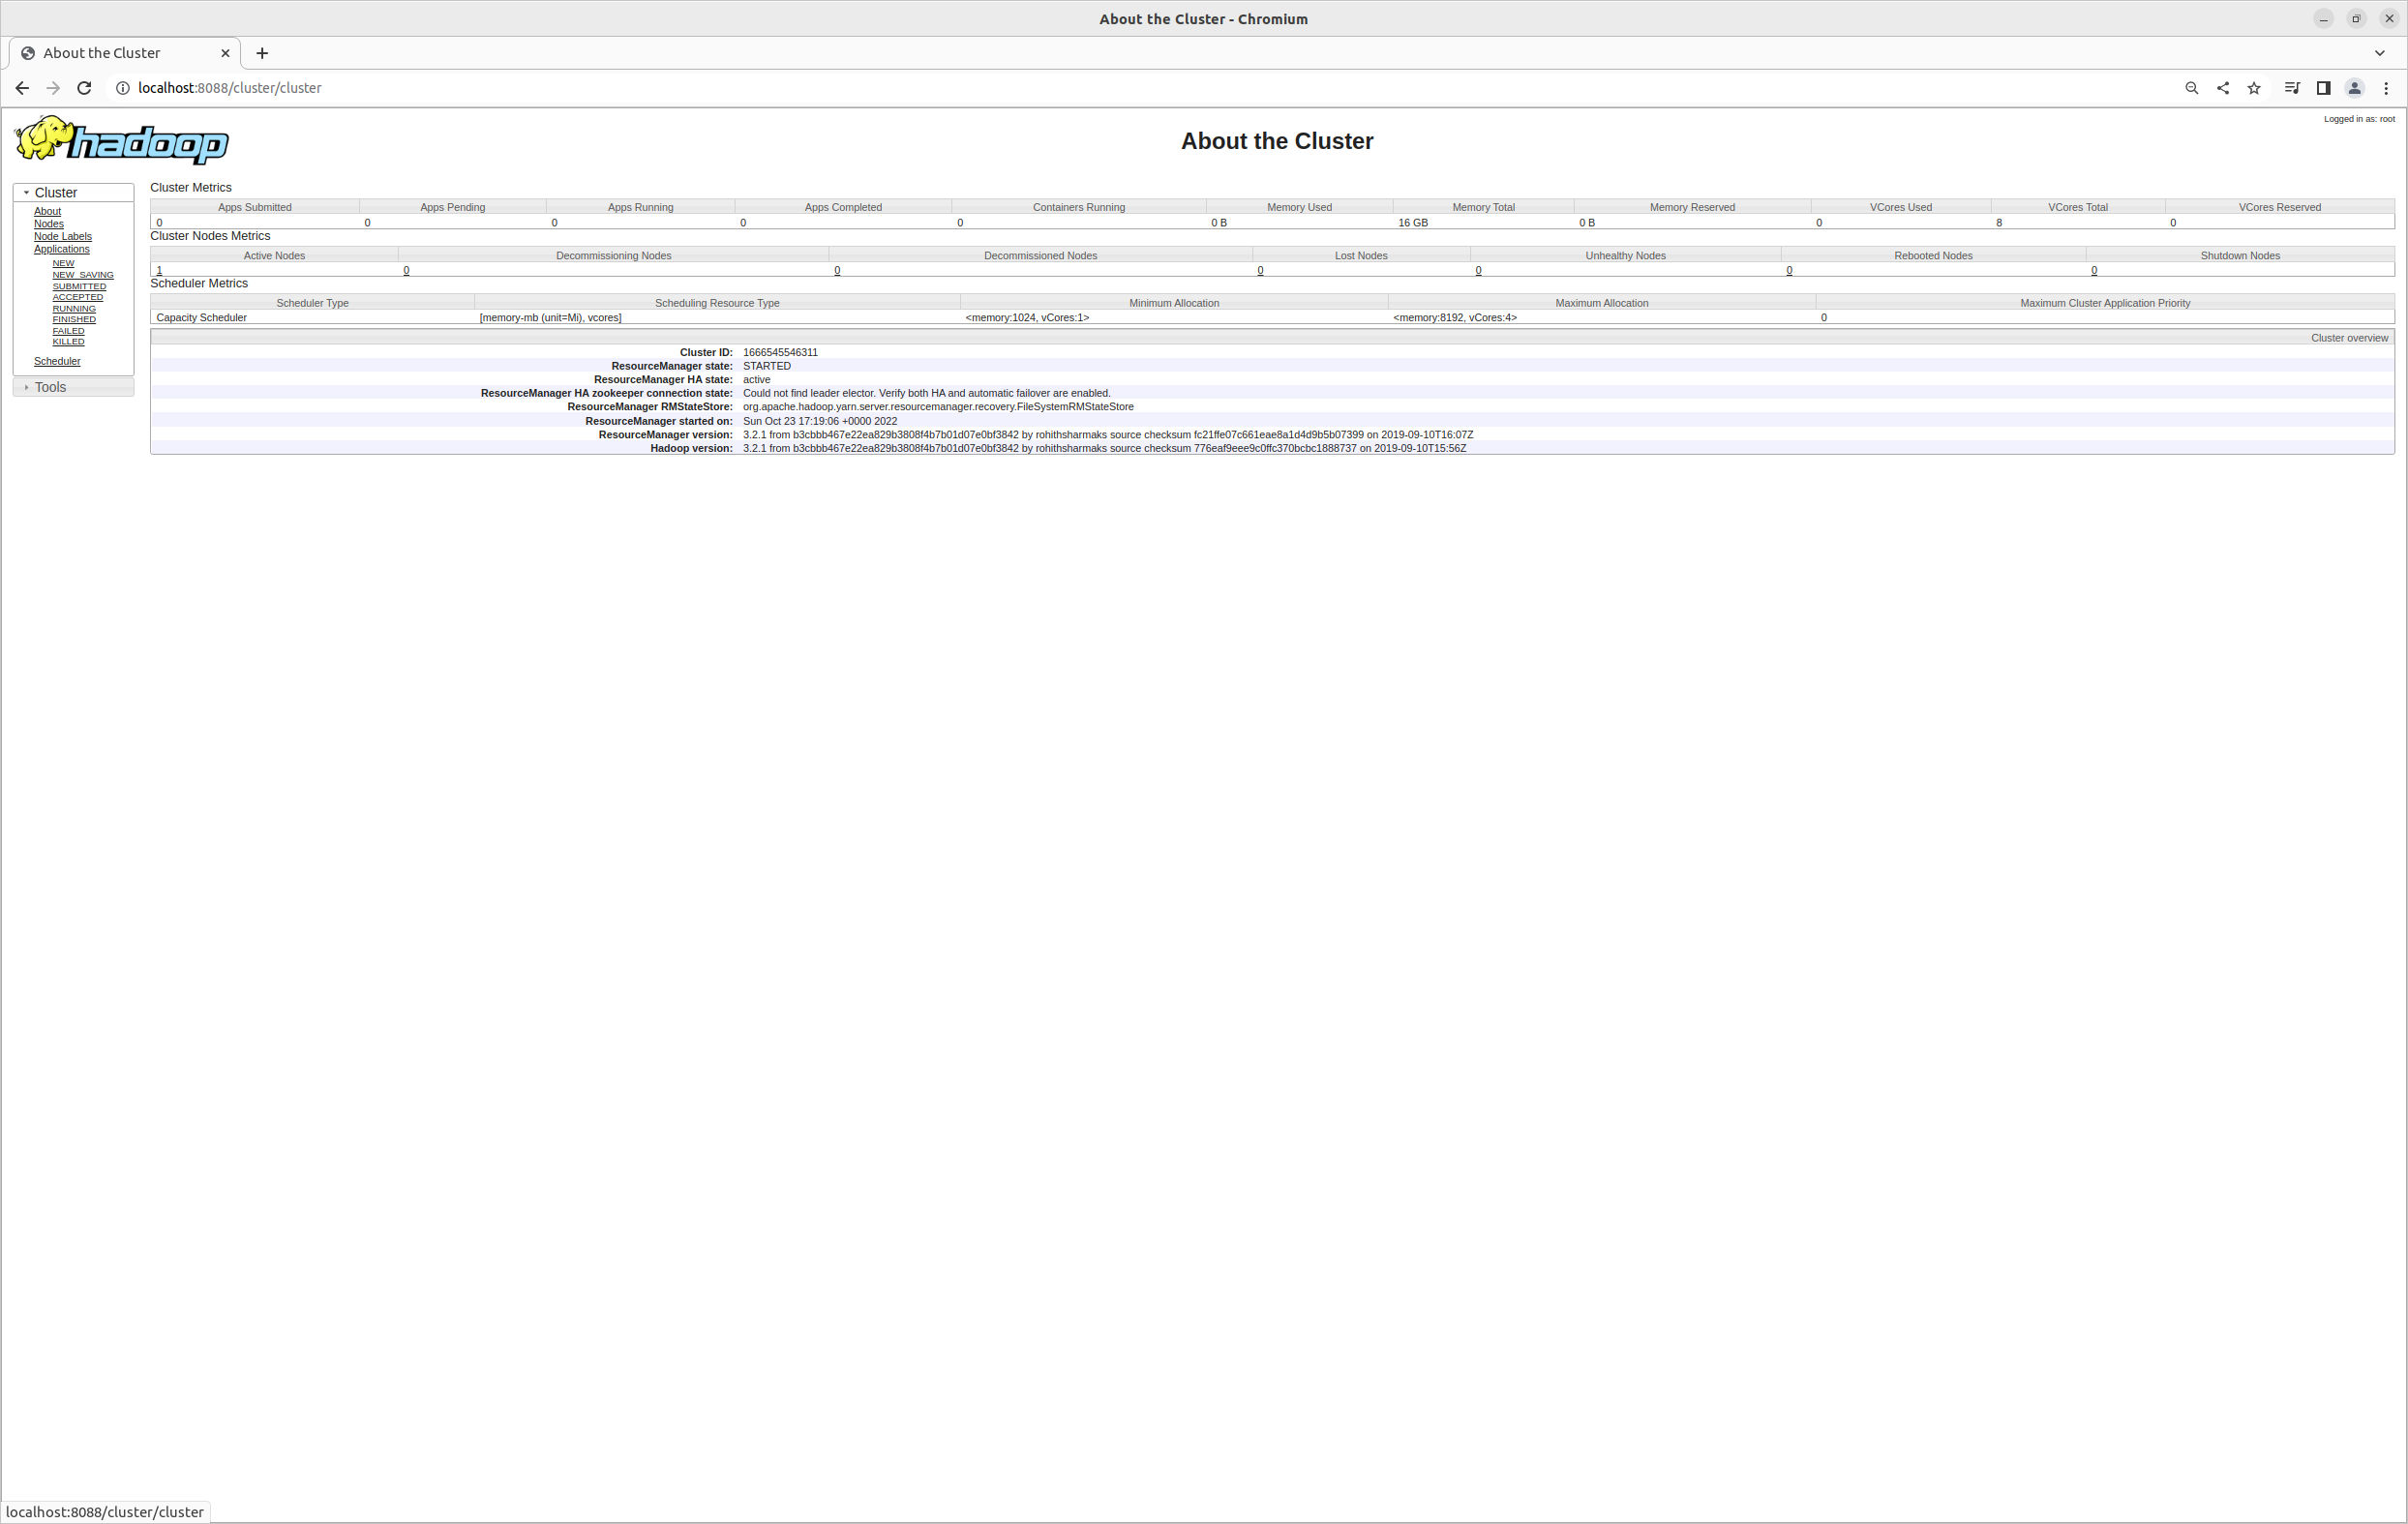 About the Cluster - Chromium
About the Cluster
localhost:8088/cluster/cluster
hadoop
About the Cluster
Logged in as: root
Cluster
About
Nodes
Node Labels
Applications
NEW
NEW_SAVING
SUBMITTED
ACCEPTED
RUNNING
FINISHED
FAILED
KILLED
Scheduler
Tools
Cluster Metrics
Apps Submitted Apps Pending Apps Running Apps Completed Containers Running Memory Used Memory Total Memory Reserved VCores Used VCores Total VCores Reserved
0 0 0 0 0 0 B 16 GB 0 B 0 8 0
Cluster Nodes Metrics
Active Nodes Decommissioning Nodes Decommissioned Nodes Lost Nodes Unhealthy Nodes Rebooted Nodes Shutdown Nodes
1 0 0 0 0 0 0
Scheduler Metrics
Scheduler Type Scheduling Resource Type Minimum Allocation Maximum Allocation Maximum Cluster Application Priority
Capacity Scheduler [memory-mb (unit=Mi), vcores] <memory:1024, vCores:1> <memory:8192, vCores:4> 0
Cluster overview
Cluster ID: 1666545546311
ResourceManager state: STARTED
ResourceManager HA state: active
ResourceManager HA zookeeper connection state: Could not find leader elector. Verify both HA and automatic failover are enabled.
ResourceManager RMStateStore: org.apache.hadoop.yarn.server.resourcemanager.recovery.FileSystemRMStateStore
ResourceManager started on: Sun Oct 23 17:19:06 +0000 2022
ResourceManager version: 3.2.1 from b3cbbb467e22ea829b3808f4b7b01d07e0bf3842 by rohithsharmaks source checksum fc21ffe07c661eae8a1d4d9b5b07399 on 2019-09-10T16:07Z
Hadoop version: 3.2.1 from b3cbbb467e22ea829b3808f4b7b01d07e0bf3842 by rohithsharmaks source checksum 776eaf9eee9c0ffc370bcbc1888737 on 2019-09-10T15:56Z
localhost:8088/cluster/cluster